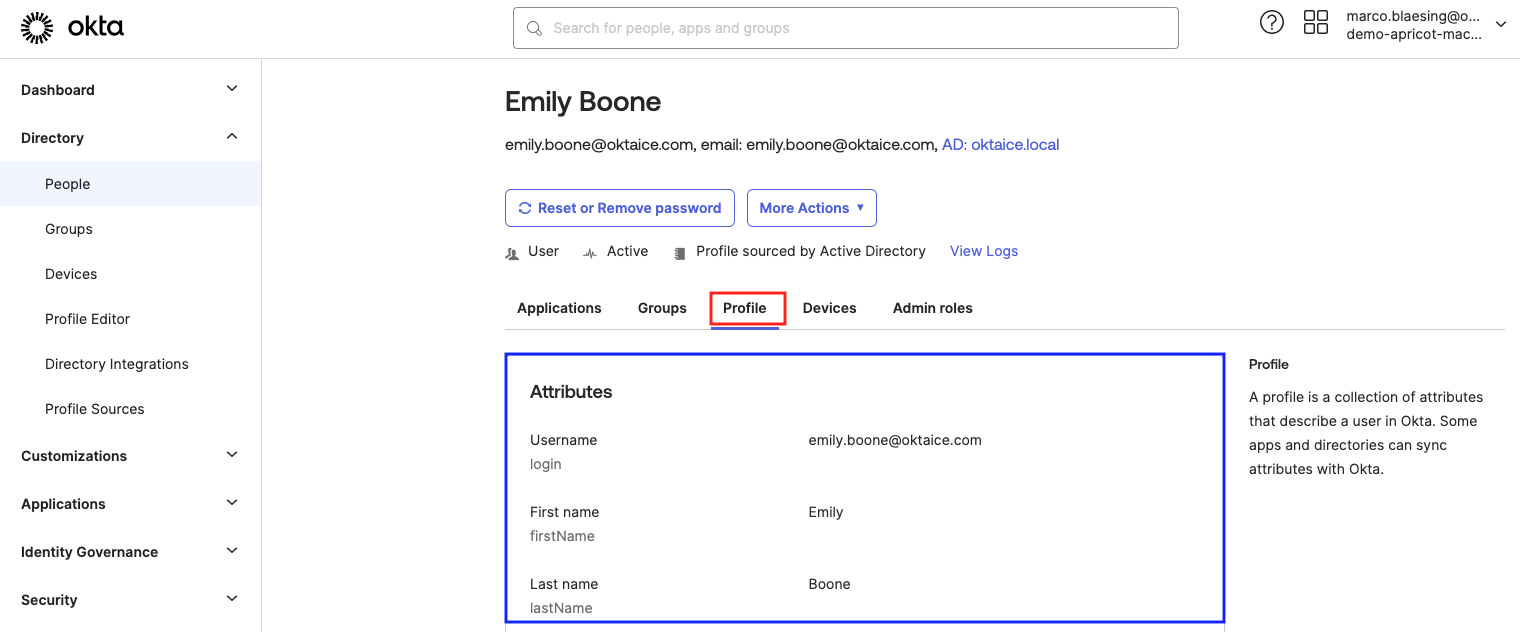 okta
Search for people, apps and groups
marco.blaesing@o...
demo-apricot-mac...
Dashboard
Directory
People
Groups
Devices
Profile Editor
Directory Integrations
Profile Sources
Customizations
Applications
Identity Governance
Security
Emily Boone
emily.boone@oktaice.com, email: emily.boone@oktaice.com, AD: oktaice.local
Reset or Remove password
More Actions
User Active Profile sourced by Active Directory View Logs
Applications Groups Profile Devices Admin roles
Attributes
Username emily.boone@oktaice.com
login
First name Emily
firstName
Last name Boone
lastName
Profile
A profile is a collection of attributes
that describe a user in Okta. Some
apps and directories can sync
attributes with Okta.